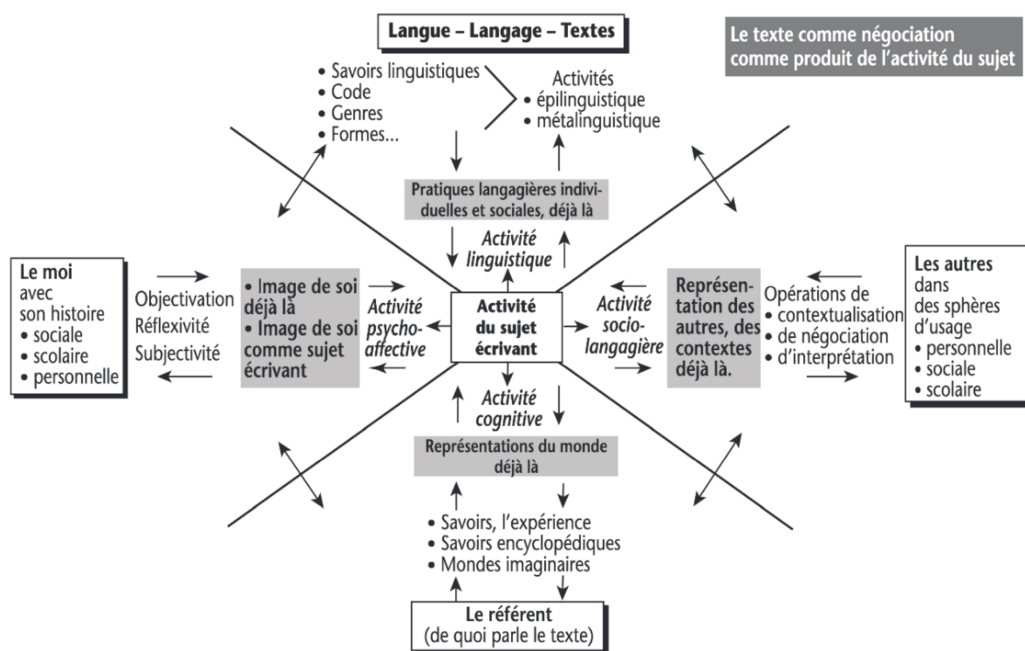 Langue – Langage – Textes
Le texte comme négociation
comme produit de l'activité du sujet
• Savoirs linguistiques
• Code
• Genres
• Formes...
Activités
• épilinguistique
• métalinguistique
Pratiques langagières indivi-
duelles et sociales, déjà là
Activité
linguistique
Le moi
avec
son histoire
• sociale
• scolaire
• personnelle
Objectivation
Réflexivité
Subjectivité
• Image de soi
déjà là
• Image de soi
comme sujet
écrivant
Activité
psycho-
affective
Activité
du sujet
écrivant
Activité
socio-
langagière
Représen-
tation des
autres, des
contextes
déjà là.
Opérations de
• contextualisation
• de négociation
• d'interprétation
Les autres
dans
des sphères
d'usage
• personnelle
• sociale
• scolaire
Activité
cognitive
Représentations du monde
déjà là
• Savoirs, l'expérience
• Savoirs encyclopédiques
• Mondes imaginaires
Le référent
(de quoi parle le texte)